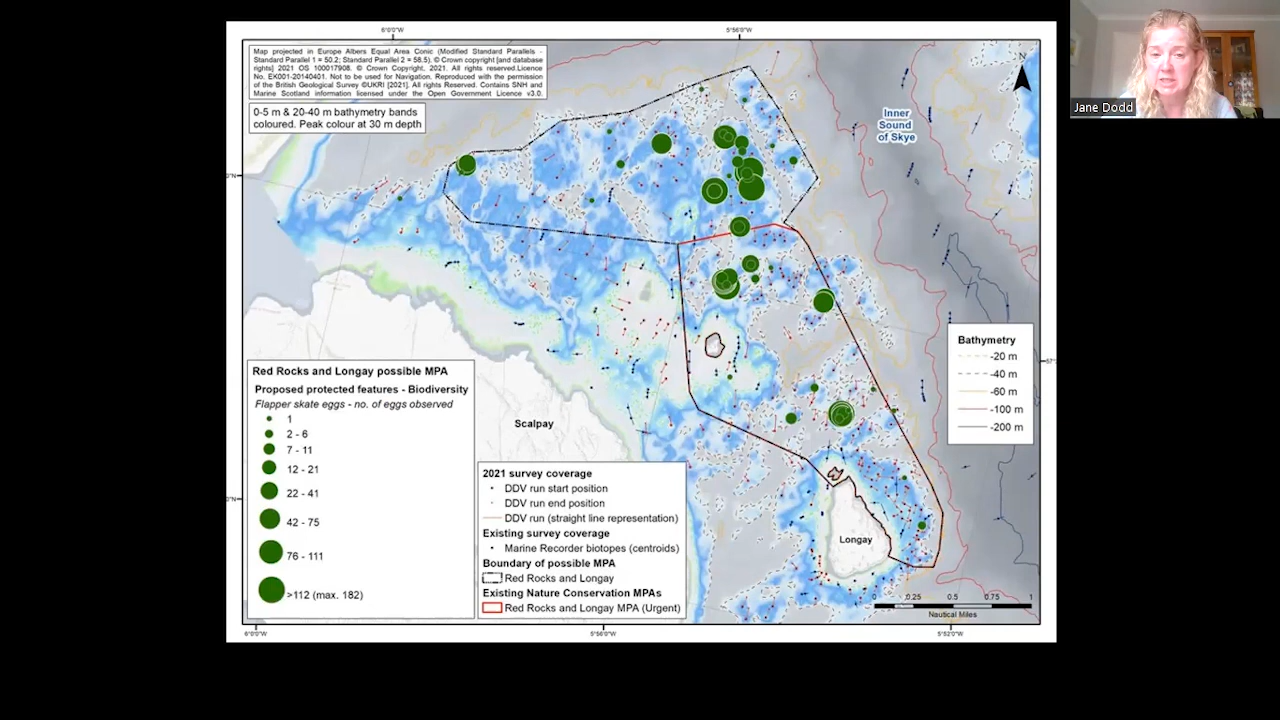 6°0'0"W
5°56'0"W
Map projected in Europe Albers Equal Area Conic (Modified Standard Parallels -
Standard Parallel 1 = 50.2; Standard Parallel 2 = 58.5). © Crown copyright [and database
rights] 2021 OS 100017908. © Crown Copyright, 2021. All rights reserved.Licence
No. EK001-20140401. Not to be used for Navigation. Reproduced with the permission
of the British Geological Survey ©UKRI [2021]. All rights Reserved. Contains SNH and
Marine Scotland information licensed under the Open Government Licence v3.0.
0-5 m & 20-40 m bathymetry bands
coloured. Peak colour at 30 m depth
Jane Dodd
Inner
Sound
of Skye
Bathymetry
-20 m
-40 m
-60 m
-100 m
-200 m
Red Rocks and Longay possible MPA
Proposed protected features - Biodiversity
Flapper skate eggs - no. of eggs observed
1
2 - 6
7 - 11
12 - 21
22 - 41
42 - 75
76 - 111
>112 (max. 182)
Scalpay
2021 survey coverage
DDV run start position
DDV run end position
DDV run (straight line representation)
Existing survey coverage
Marine Recorder biotopes (centroids)
Boundary of possible MPA
Red Rocks and Longay
Existing Nature Conservation MPAs
Red Rocks and Longay MPA (Urgent)
Longay
0 0.25 0.5 0.75 1
Nautical Miles
6°0'0"W
5°56'0"W
5°52'0"W